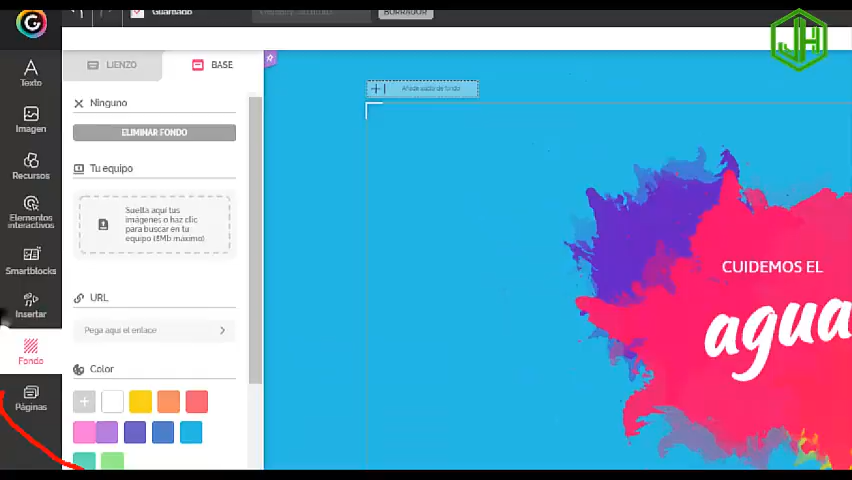 Guardado
BORRADOR
JH
LIENZO
BASE
Texto
Ninguno
Imagen
ELIMINAR FONDO
Tu equipo
Recursos
Suelta aquí tus
imágenes o haz clic
para buscar en tu
equipo (8Mb máximo)
Elementos
interactivos
Smartblocks
URL
Insertar
Pega aquí el enlace
Fondo
Color
Páginas
CUIDEMOS EL
agua